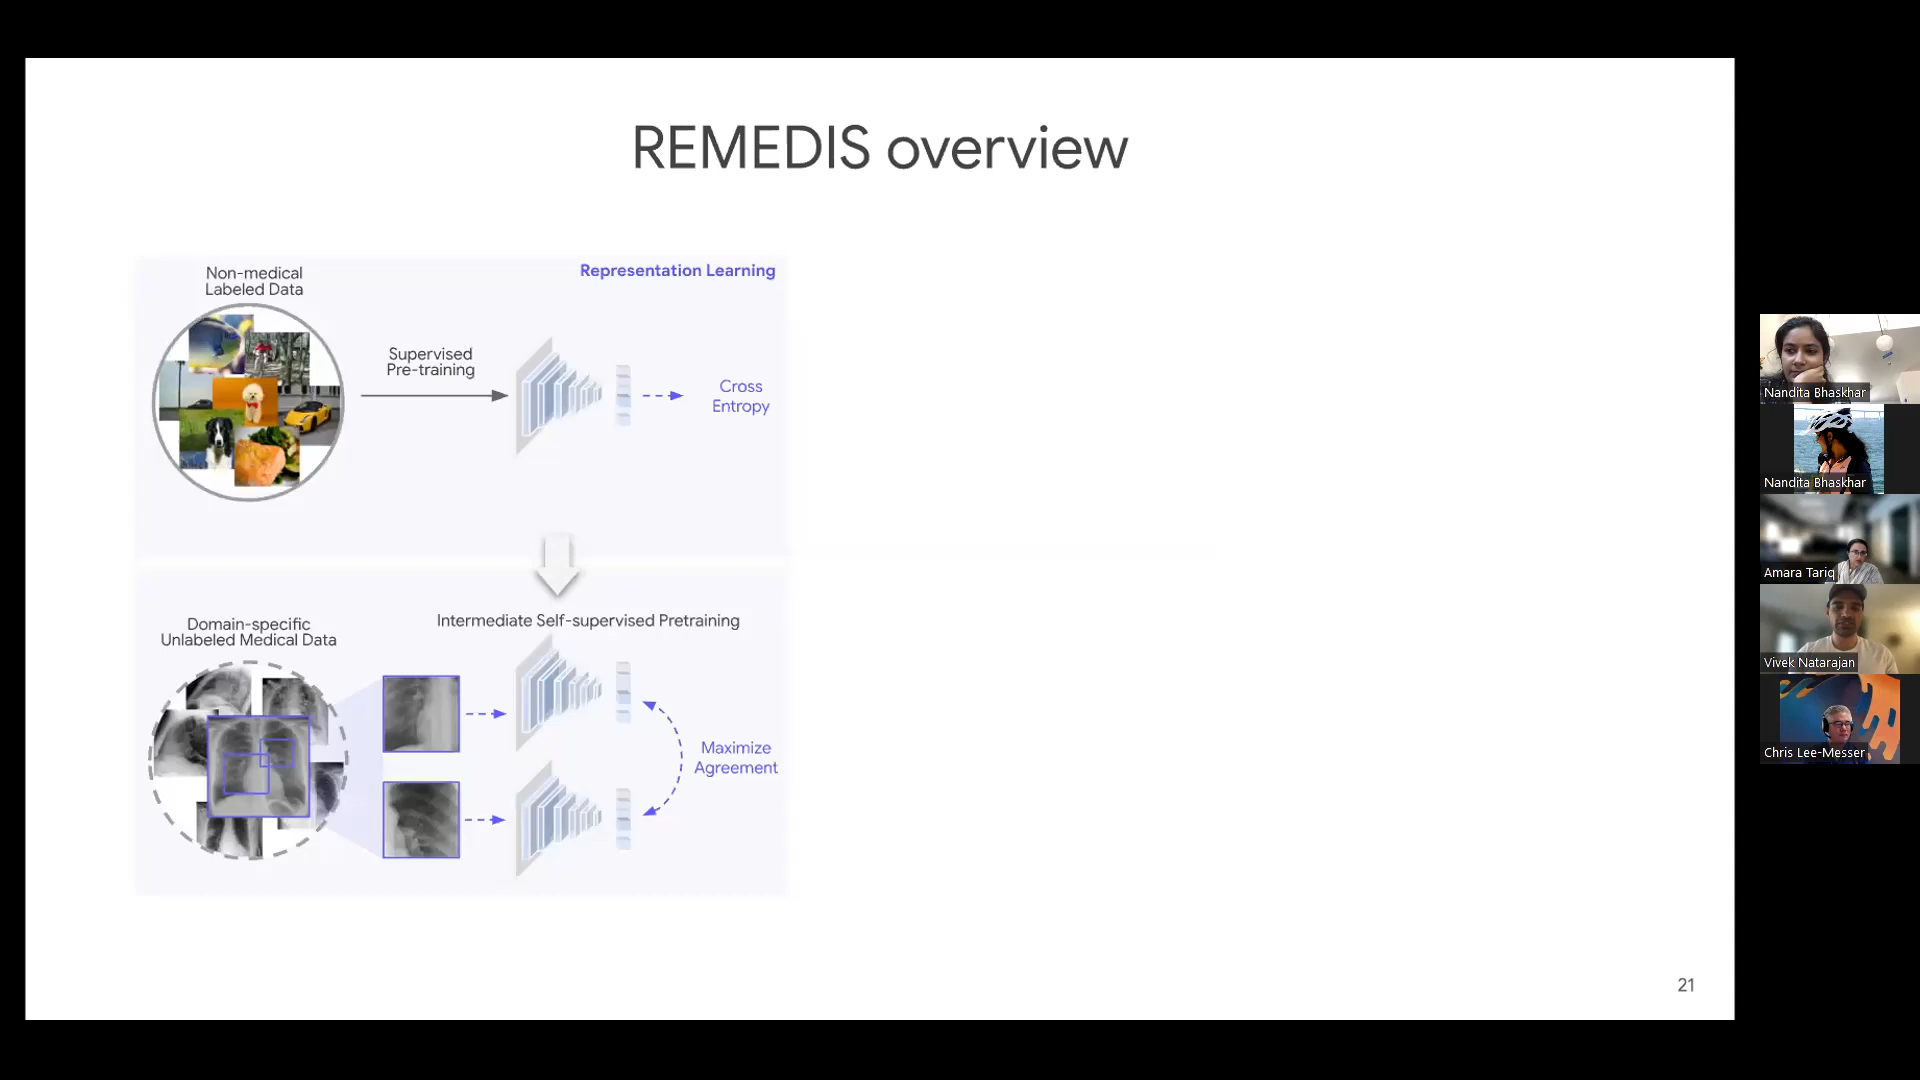 REMEDIS overview
Non-medical
Labeled Data
Representation Learning
Supervised
Pre-training
Cross
Entropy
Domain-specific
Unlabeled Medical Data
Intermediate Self-supervised Pretraining
Maximize
Agreement
21
Nandita Bhaskhar
Nandita Bhaskhar
Amara Tariq
Vivek Natarajan
Chris Lee-Messer